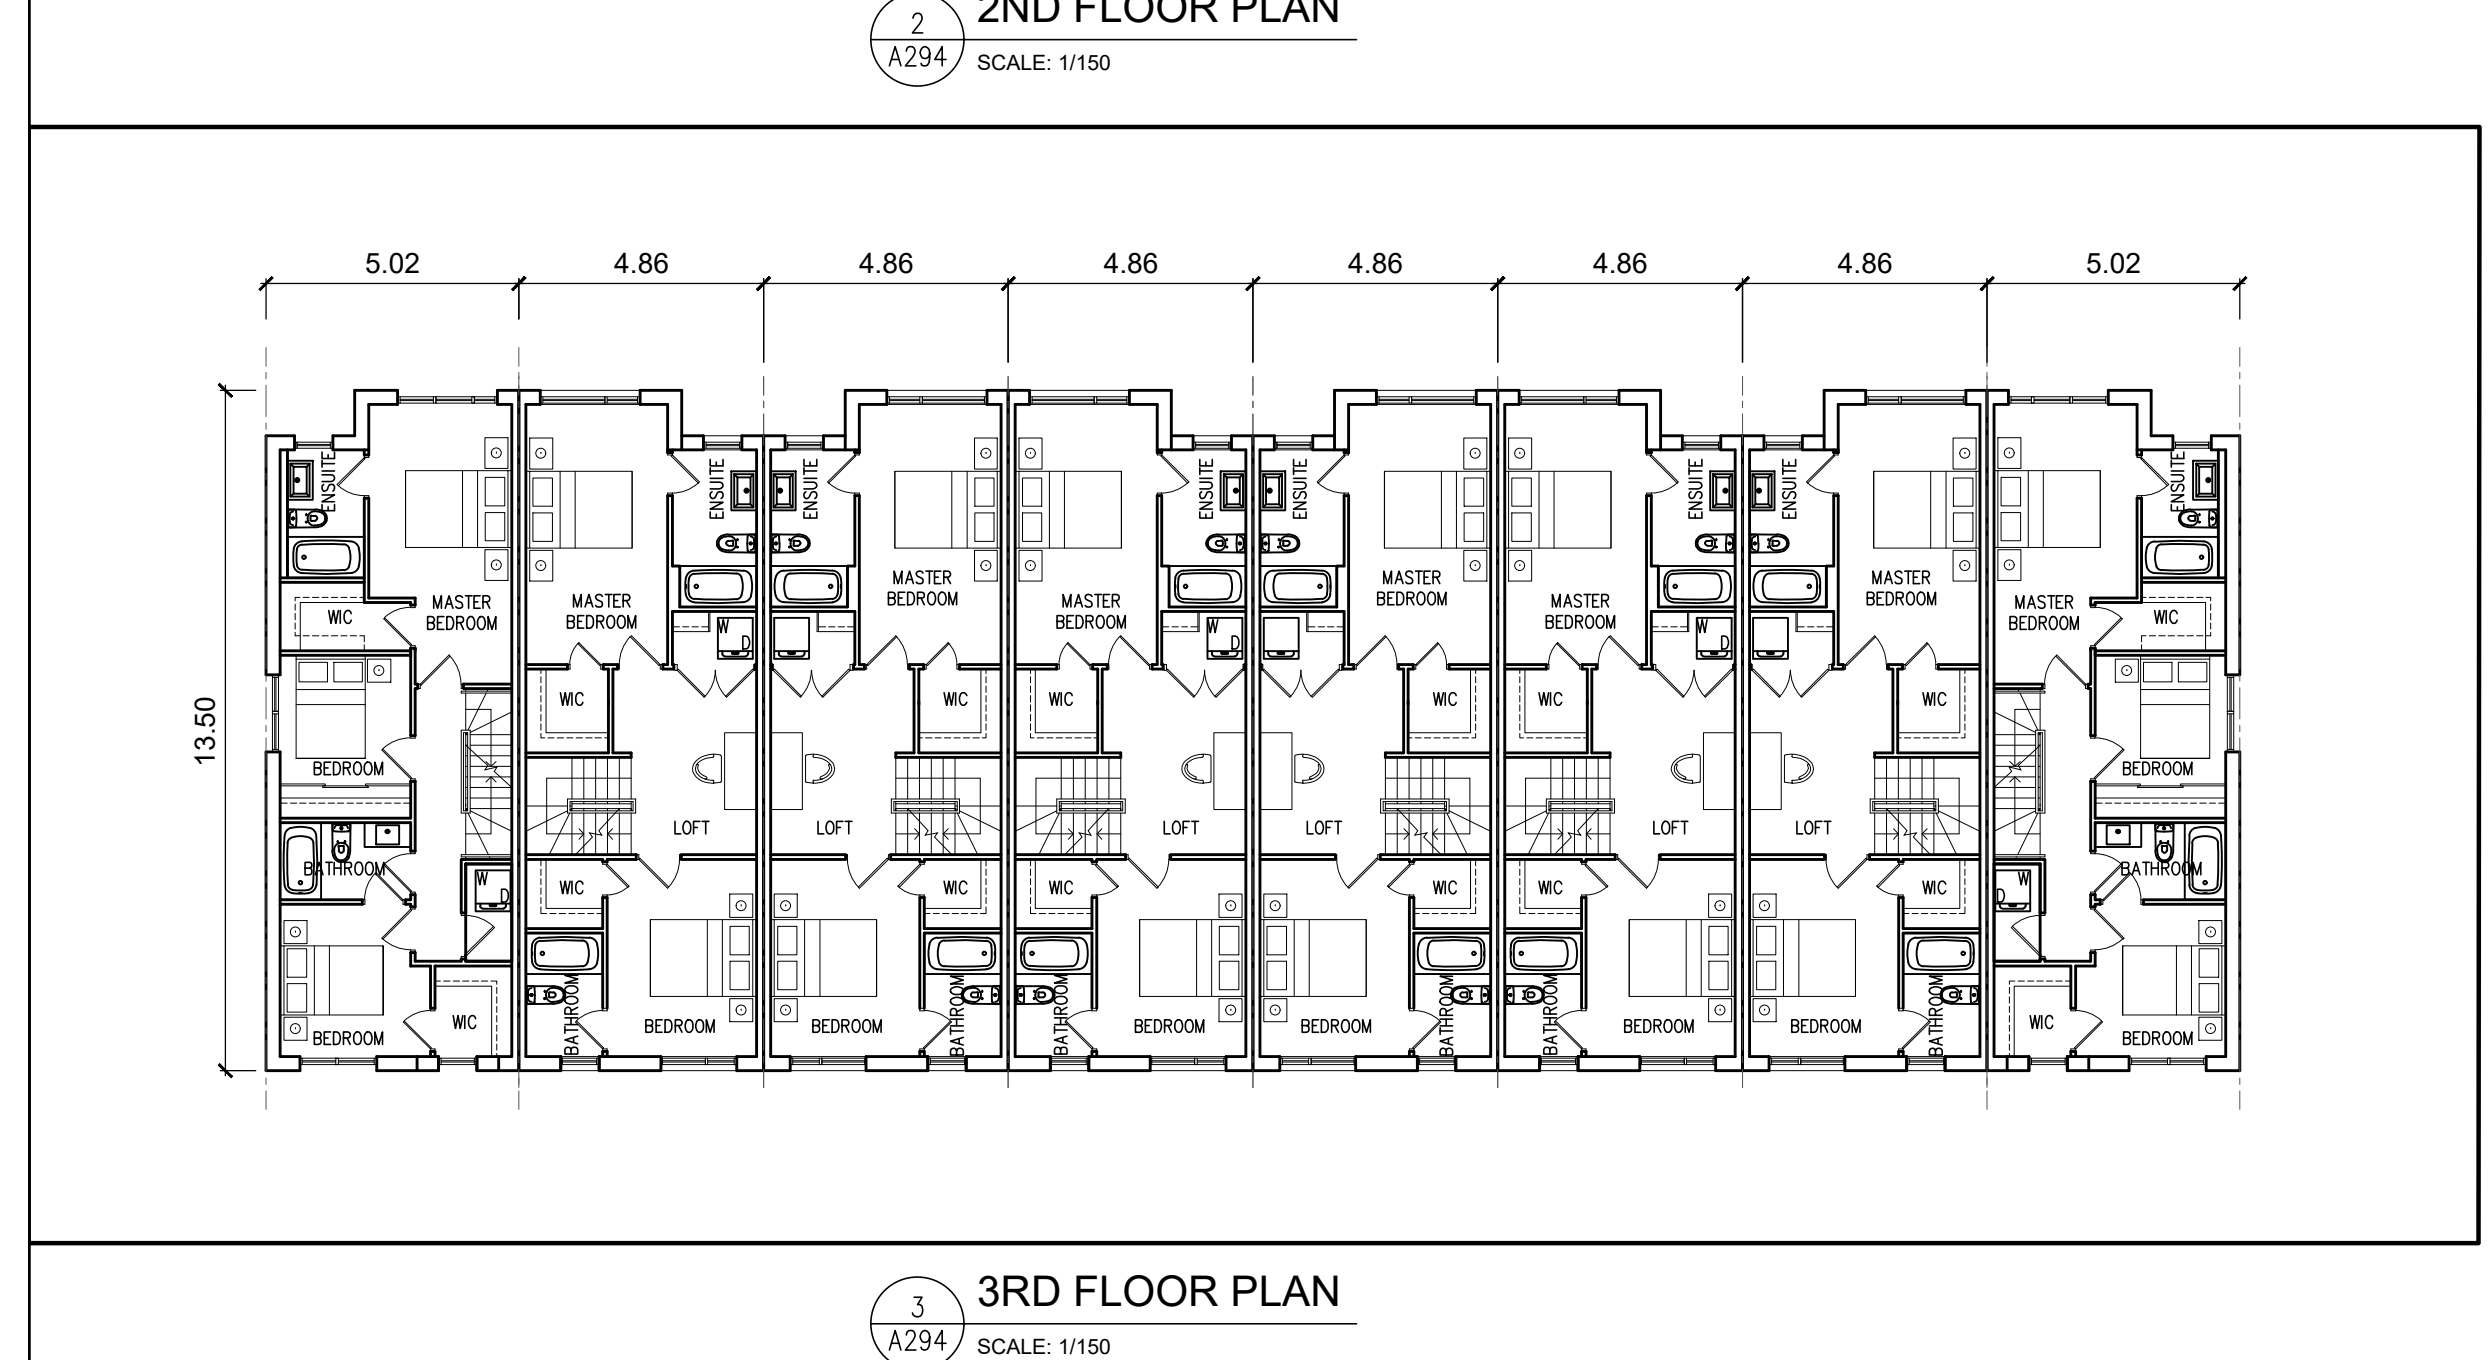 2ND FLOOR PLAN
2
A294
SCALE: 1/150
5.02 4.86 4.86 4.86 4.86 4.86 4.86 5.02
13.50
ENSUITE ENSUITE ENSUITE ENSUITE ENSUITE ENSUITE ENSUITE ENSUITE
MASTER BEDROOM
MASTER BEDROOM
MASTER BEDROOM
MASTER BEDROOM
MASTER BEDROOM
MASTER BEDROOM
MASTER BEDROOM
MASTER BEDROOM
WIC WIC
W D W D W D
WIC WIC WIC WIC WIC WIC
BEDROOM BEDROOM
LOFT LOFT LOFT LOFT LOFT LOFT
BATHROOM BATHROOM
W D D W
WIC WIC WIC WIC WIC WIC
BATHROOM BATHROOM BATHROOM BATHROOM BATHROOM BATHROOM
WIC WIC
BEDROOM BEDROOM BEDROOM BEDROOM BEDROOM BEDROOM BEDROOM BEDROOM
3RD FLOOR PLAN
3
A294
SCALE: 1/150